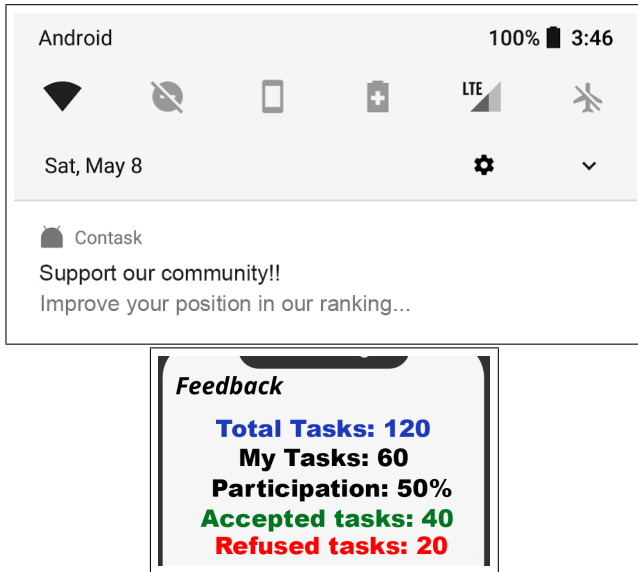 Android 100% 3:46
LTE
Sat, May 8
Contask
Support our community!!
Improve your position in our ranking...
Feedback
Total Tasks: 120
My Tasks: 60
Participation: 50%
Accepted tasks: 40
Refused tasks: 20